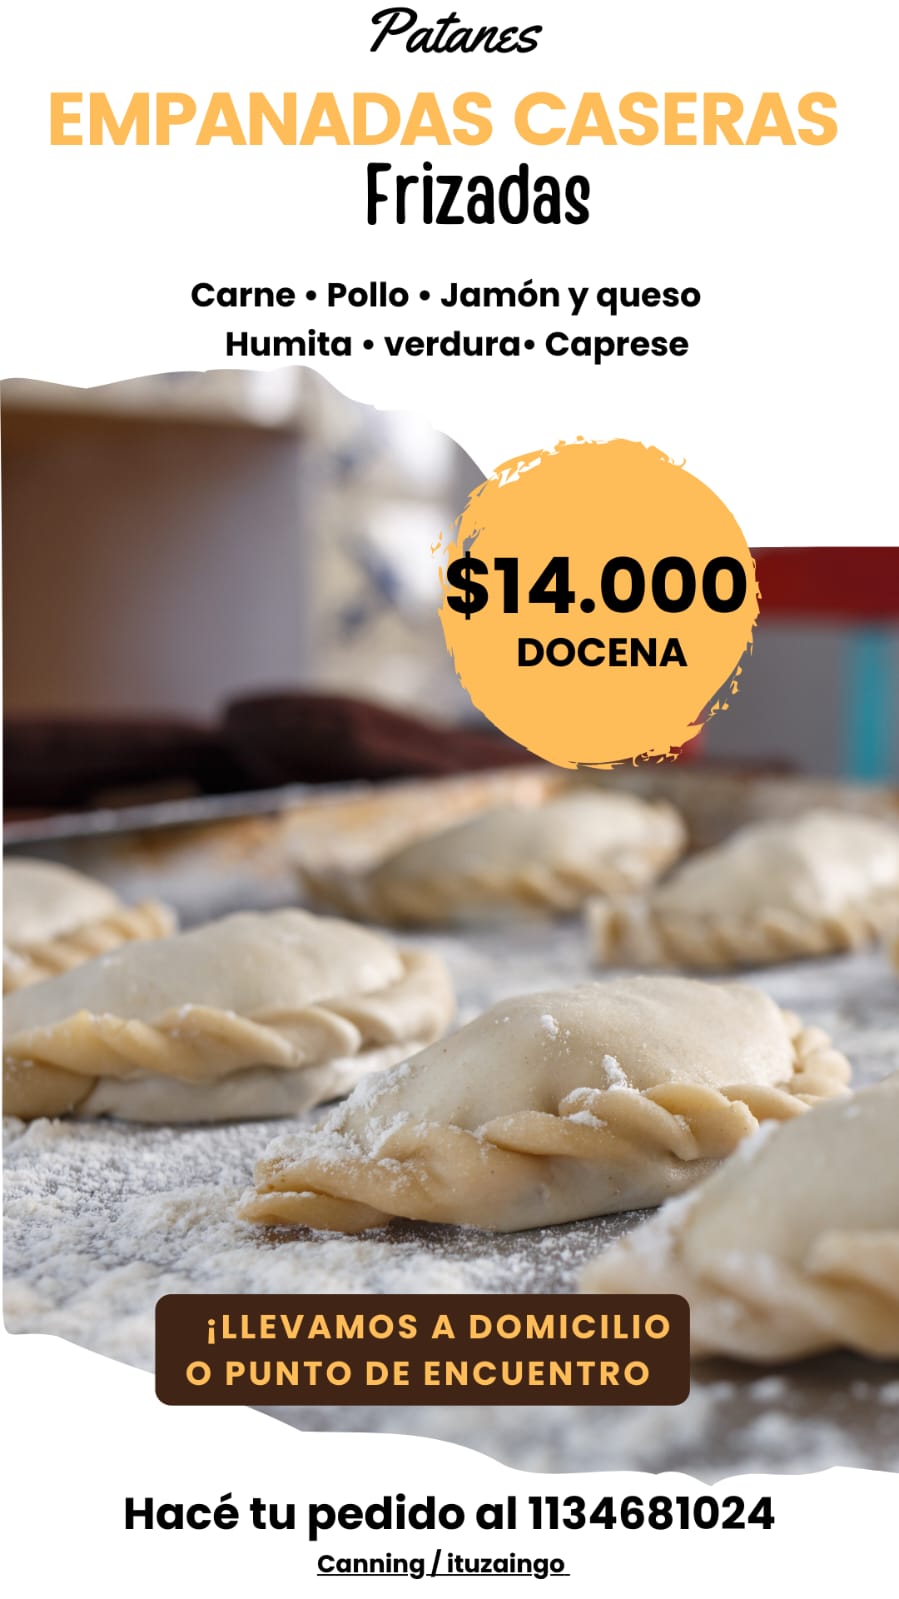 Patanes
EMPANADAS CASERAS
Frizadas
Carne • Pollo • Jamón y queso
Humita • verdura• Caprese
$14.000
DOCENA
¡LLEVAMOS A DOMICILIO
O PUNTO DE ENCUENTRO
Hacé tu pedido al 1134681024
Canning / ituzaingo